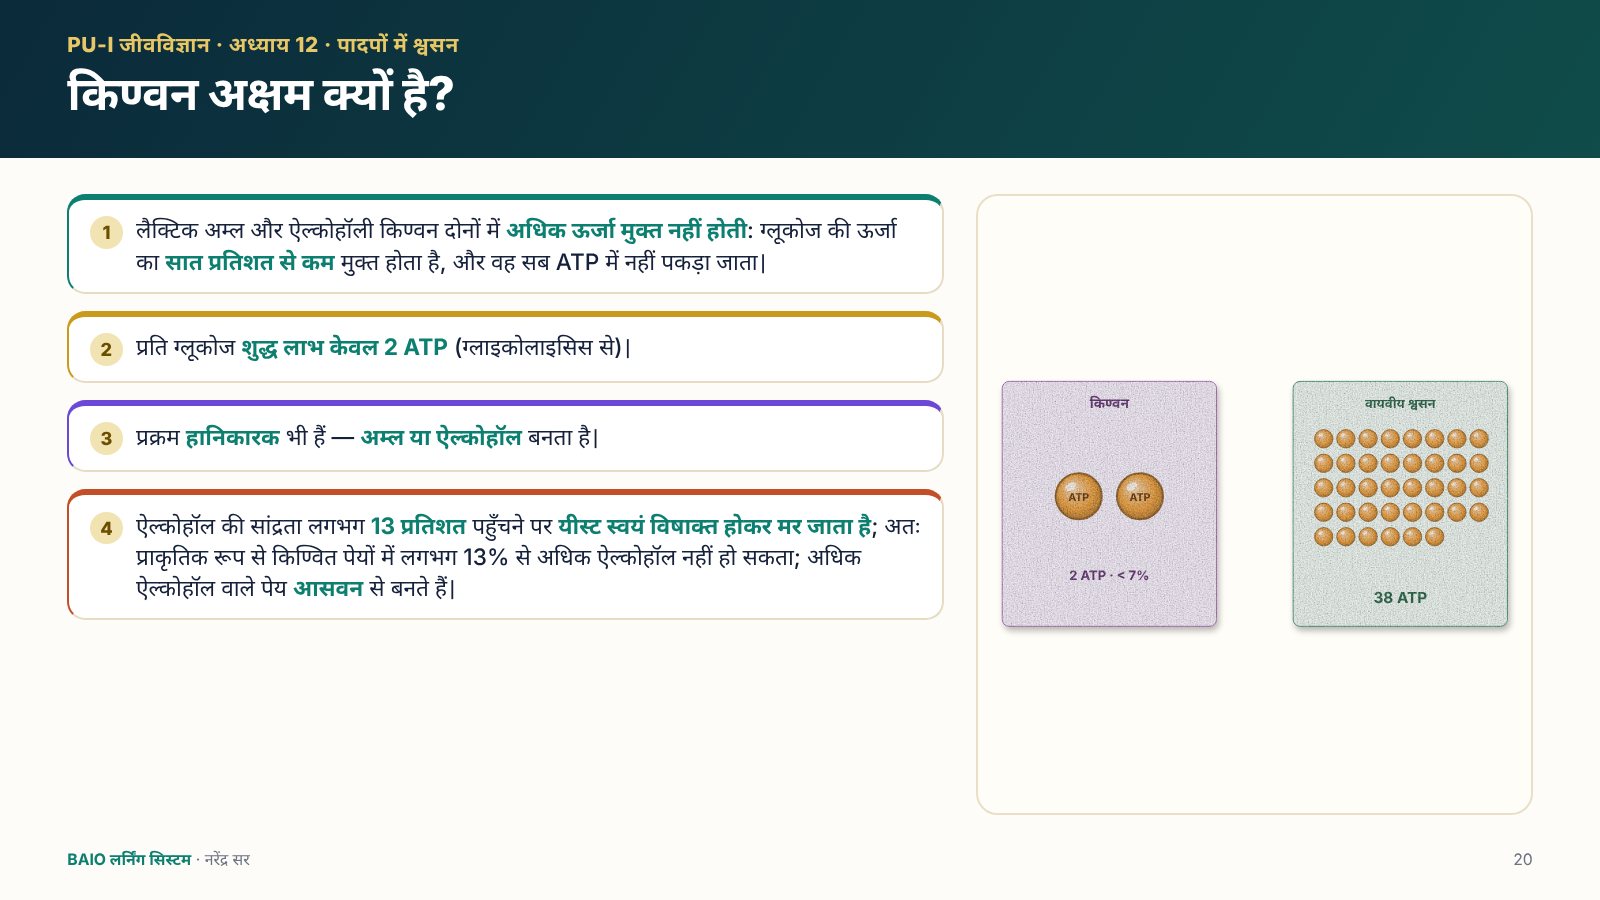 PU-I जीवविज्ञान · अध्याय 12 · पादपों में श्वसन
किण्वन अक्षम क्यों है?
1 लैक्टिक अम्ल और ऐल्कोहॉली किण्वन दोनों में अधिक ऊर्जा मुक्त नहीं होती: ग्लूकोज की ऊर्जा
का सात प्रतिशत से कम मुक्त होता है, और वह सब ATP में नहीं पकड़ा जाता|
2 प्रति ग्लूकोज शुद्ध लाभ केवल 2 ATP (ग्लाइकोलाइसिस से)|
3 प्रक्रम हानिकारक भी हैं — अम्ल या ऐल्कोहॉल बनता है|
4 ऐल्कोहॉल की सांद्रता लगभग 13 प्रतिशत पहुँचने पर यीस्ट स्वयं विषाक्त होकर मर जाता है; अतः
प्राकृतिक रूप से किण्वित पेयों में लगभग 13% से अधिक ऐल्कोहॉल नहीं हो सकता; अधिक
ऐल्कोहॉल वाले पेय आसवन से बनते हैं|
किण्वन
ATP ATP
2 ATP · < 7%
वायवीय श्वसन
38 ATP
BAIO लर्निंग सिस्टम · नरेंद्र सर
20